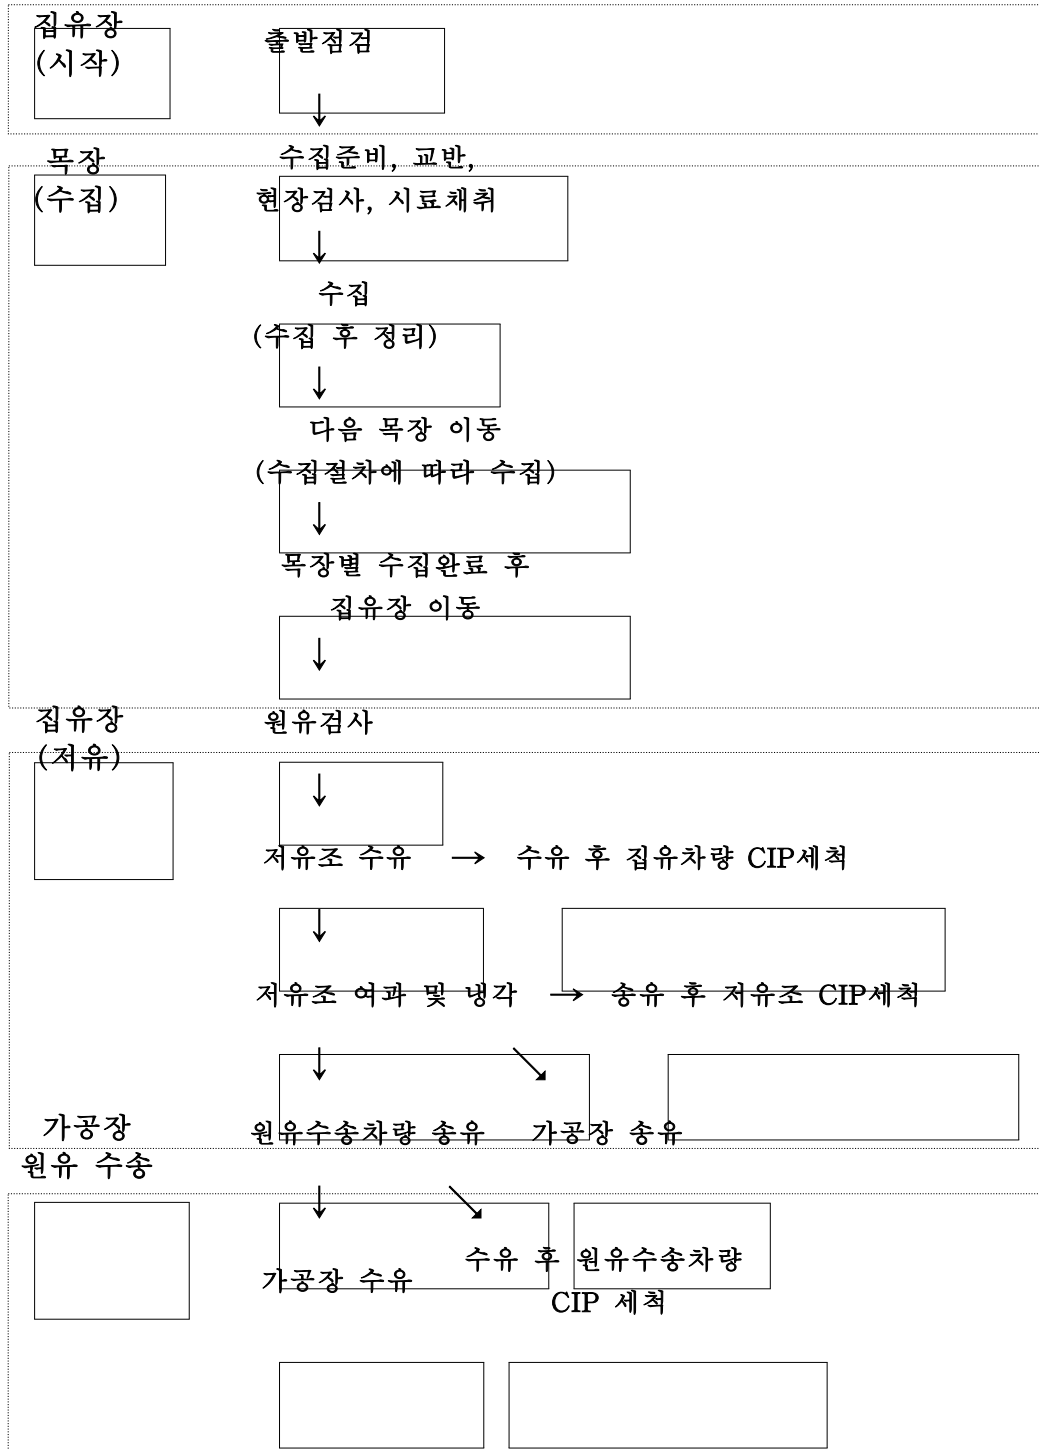 집유장
(시작)
출발점검
↓
목장
(수집)
수집준비, 교반,
현장검사, 시료채취
↓
수집
(수집 후 정리)
↓
다음 목장 이동
(수집절차에 따라 수집)
↓
목장별 수집완료 후
집유장 이동
↓
집유장
(저유)
원유검사
↓
저유조 수유 → 수유 후 집유차량 CIP세척
↓
저유조 여과 및 냉각 → 송유 후 저유조 CIP세척
↓ ↘
가공장
원유 수송
원유수송차량 송유 가공장 송유
↓ ↘
가공장 수유
수유 후 원유수송차량
CIP 세척